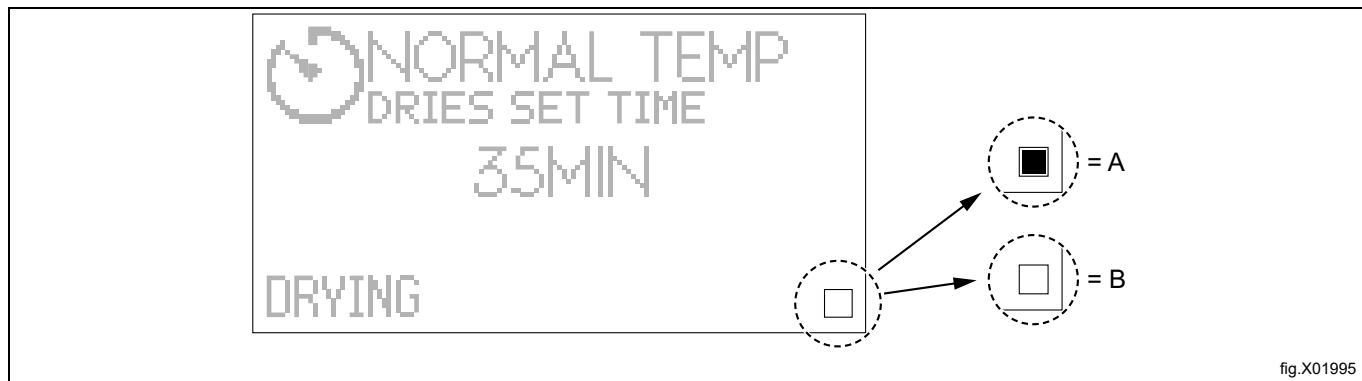 NORMAL TEMP
DRIES SET TIME
35MIN
DRYING
= A
= B
fig.X01995